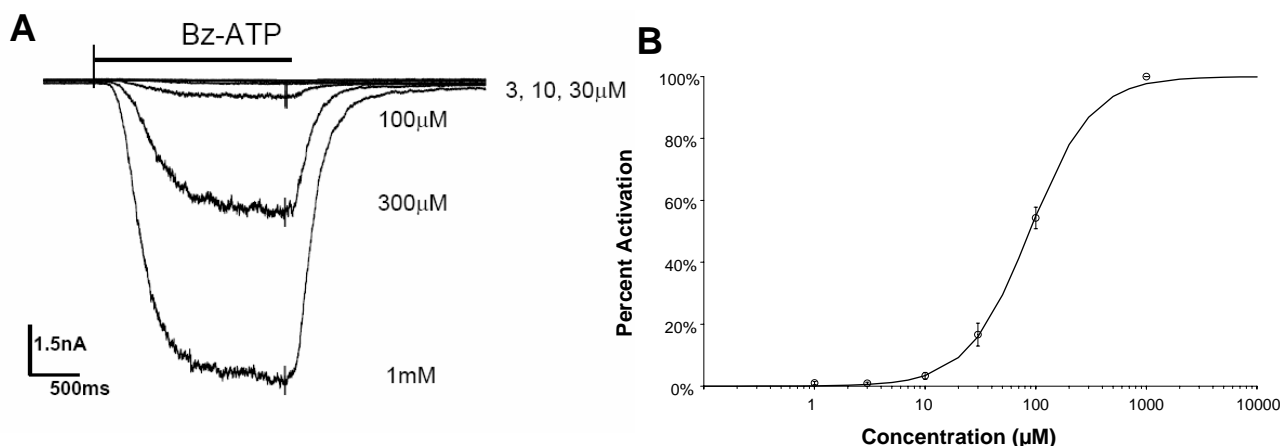 A
Bz-ATP
3, 10, 30μM
100μM
300μM
1mM
1.5nA
500ms
B
100%
80%
60%
40%
20%
0%
Percent Activation
1 10 100 1000 10000
Concentration (μM)